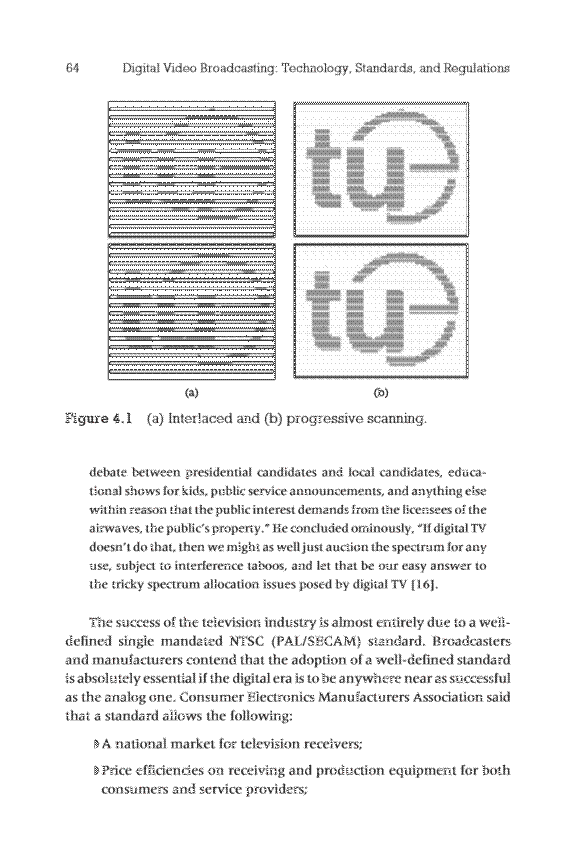 64 Digital Video Broadcasting: Technology, Standards, and Regulations
tu
tu
(a) (b)
Figure 4.1 (a) Interlaced and (b) progressive scanning.
debate between presidential candidates and local candidates, educa-
tional shows for kids, public service announcements, and anything else
within reason that the public interest demands from the licensees of the
airwaves, the public's property." He concluded ominously, "If digital TV
doesn't do that, then we might as well just auction the spectrum for any
use, subject to interference taboos, and let that be our easy answer to
the tricky spectrum allocation issues posed by digital TV [16].
The success of the television industry is almost entirely due to a well-
defined single mandated NTSC (PAL/SECAM) standard. Broadcasters
and manufacturers contend that the adoption of a well-defined standard
is absolutely essential if the digital era is to be anywhere near as successful
as the analog one. Consumer Electronics Manufacturers Association said
that a standard allows the following:
A national market for television receivers;
Price efficiencies on receiving and production equipment for both
consumers and service providers;